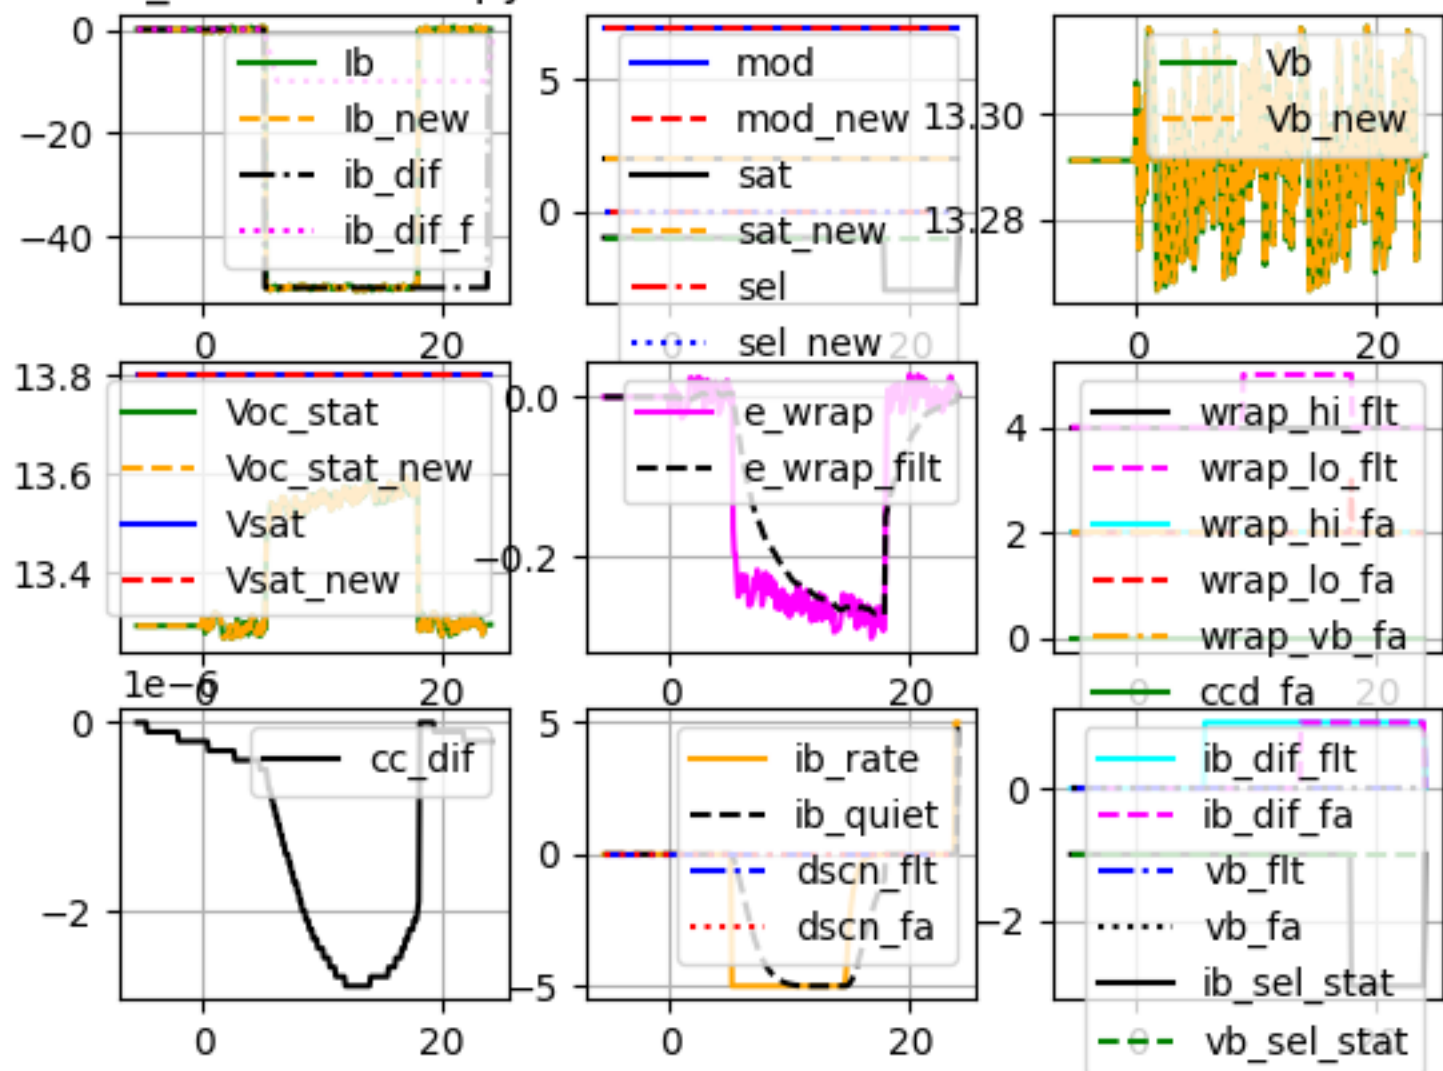 0
−20
−40
Ib
Ib_new
ib_dif
ib_dif_f
0 20
5
0
mod
mod_new
sat
sat_new
sel
sel_new
0 20
13.30
13.28
Vb
Vb_new
0 20
13.8
13.6
13.4
Voc_stat
Voc_stat_new
Vsat
Vsat_new
0 20
0.0
−0.2
e_wrap
e_wrap_filt
0 20
4
2
0
wrap_hi_flt
wrap_lo_flt
wrap_hi_fa
wrap_lo_fa
wrap_vb_fa
ccd_fa
0 20
1e−6
0
−2
cc_dif
0 20
5
0
−5
ib_rate
ib_quiet
dscn_flt
dscn_fa
0 20
0
−2
ib_dif_flt
ib_dif_fa
vb_flt
vb_fa
ib_sel_stat
vb_sel_stat
0